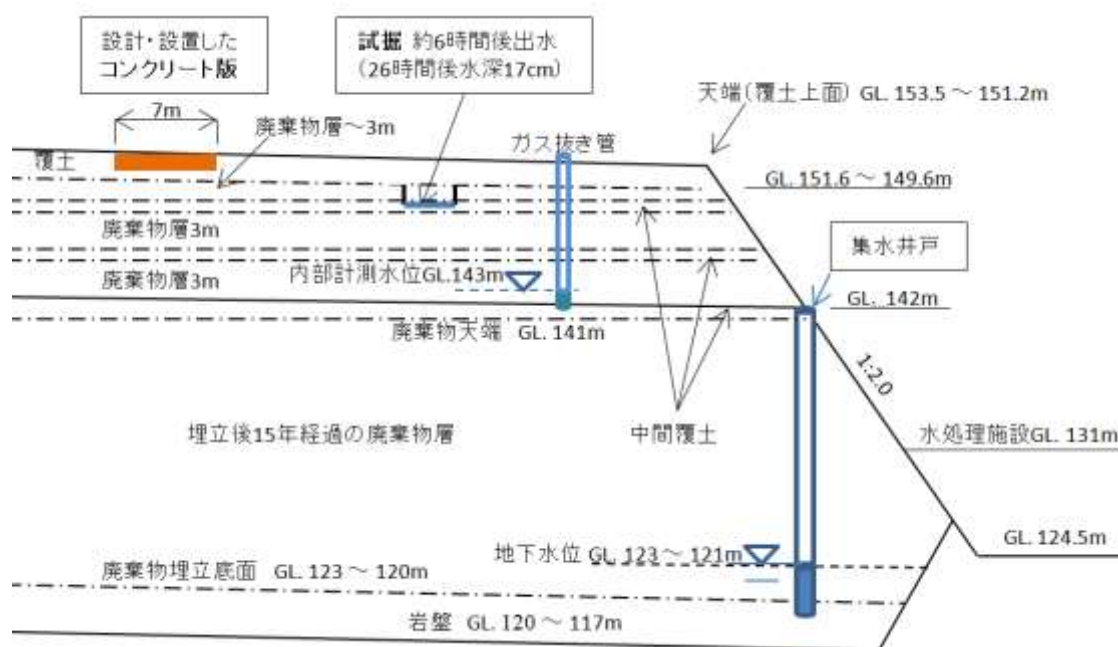 設計・設置した
コンクリート版
試掘 約6時間後出水
(26時間後水深17cm)
天端(覆土上面) GL. 153.5 ~ 151.2m
7m
廃棄物層~3m
ガス抜き管
覆土
GL. 151.6 ~ 149.6m
廃棄物層3m
集水井戸
廃棄物層3m
内部計測水位GL.143m
GL. 142m
廃棄物天端 GL. 141m
1:2.0
埋立後15年経過の廃棄物層
中間覆土
水処理施設GL. 131m
GL. 124.5m
地下水位 GL. 123 ~ 121m
廃棄物埋立底面 GL. 123 ~ 120m
岩盤 GL. 120 ~ 117m